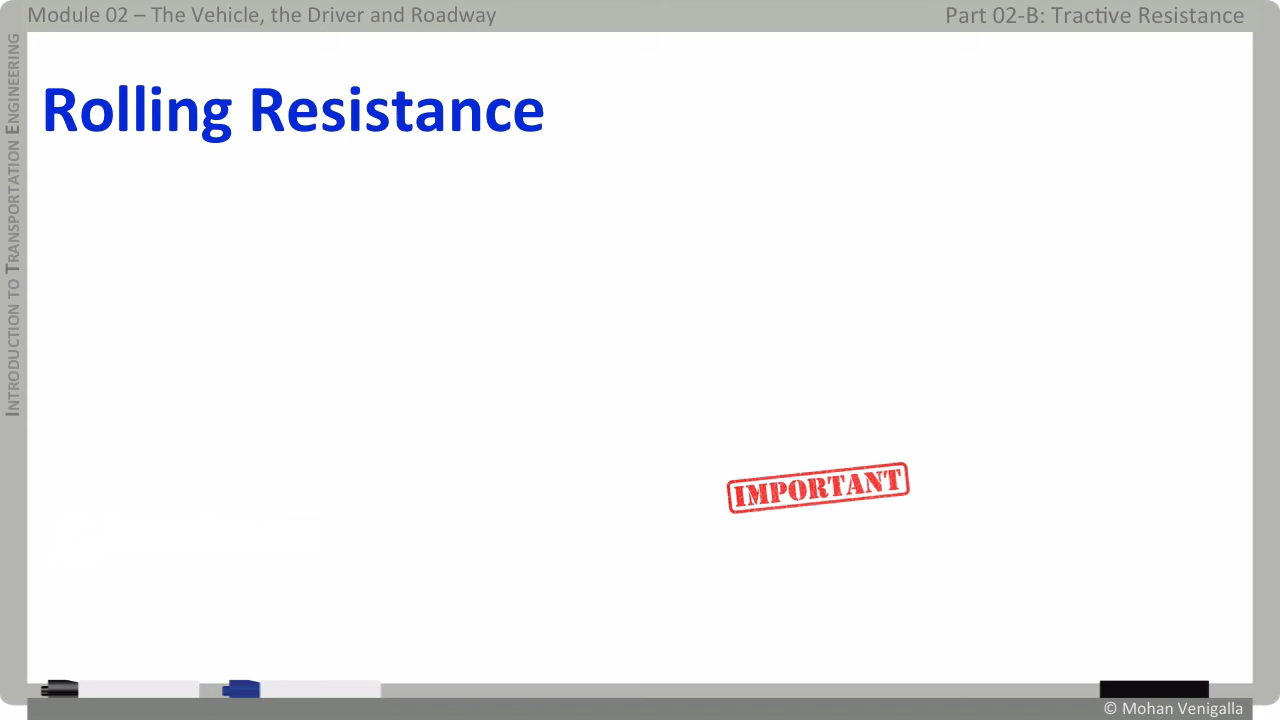 Module 02 – The Vehicle, the Driver and Roadway
Part 02-B: Tractive Resistance
INTRODUCTION TO TRANSPORTATION ENGINEERING
Rolling Resistance
IMPORTANT
© Mohan Venigalla